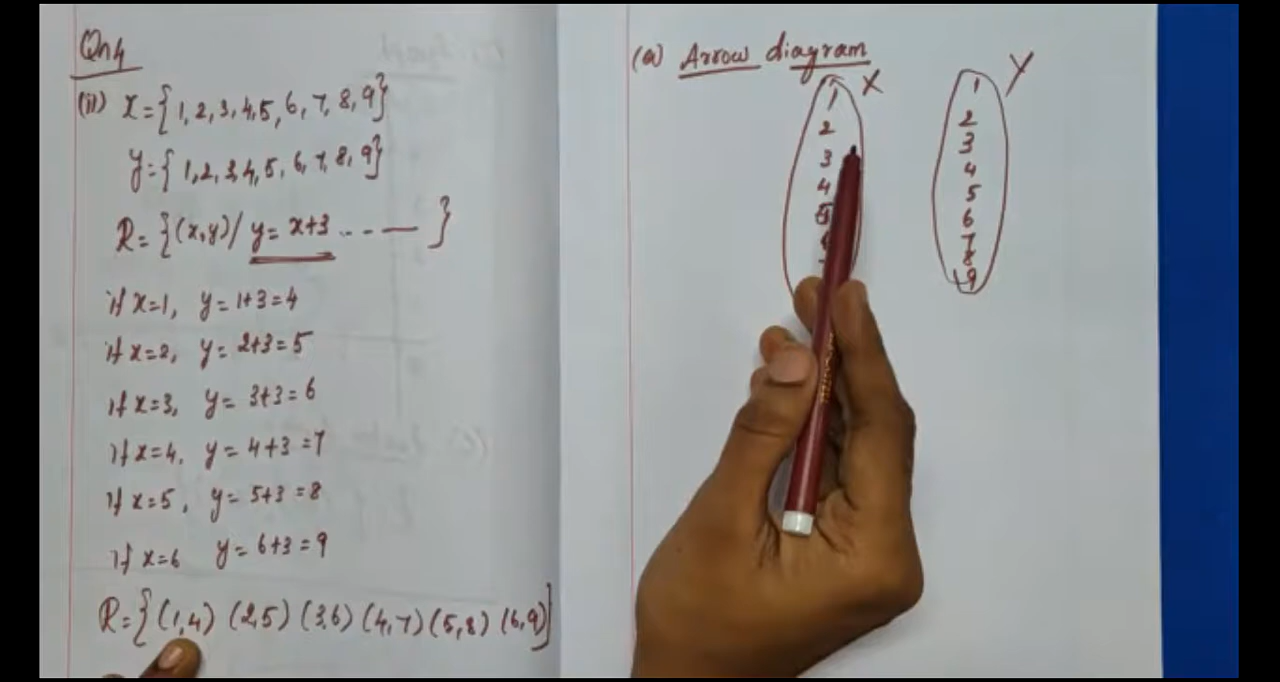 Qn4
(ii) X={1,2,3,4,5,6,7,8,9}
Y={1,2,3,4,5,6,7,8,9}
R={(x,y)/ y=x+3 ..-- }
if x=1, y=1+3=4
if x=2, y=2+3=5
if x=3, y=3+3=6
if x=4, y=4+3=7
if x=5, y=5+3=8
if x=6 y=6+3=9
R={(1,4) (2,5) (3,6) (4,7) (5,8) (6,9)}
(a) Arrow diagram
X
1
2
3
4
5
Y
1
2
3
4
5
6
7
8
9